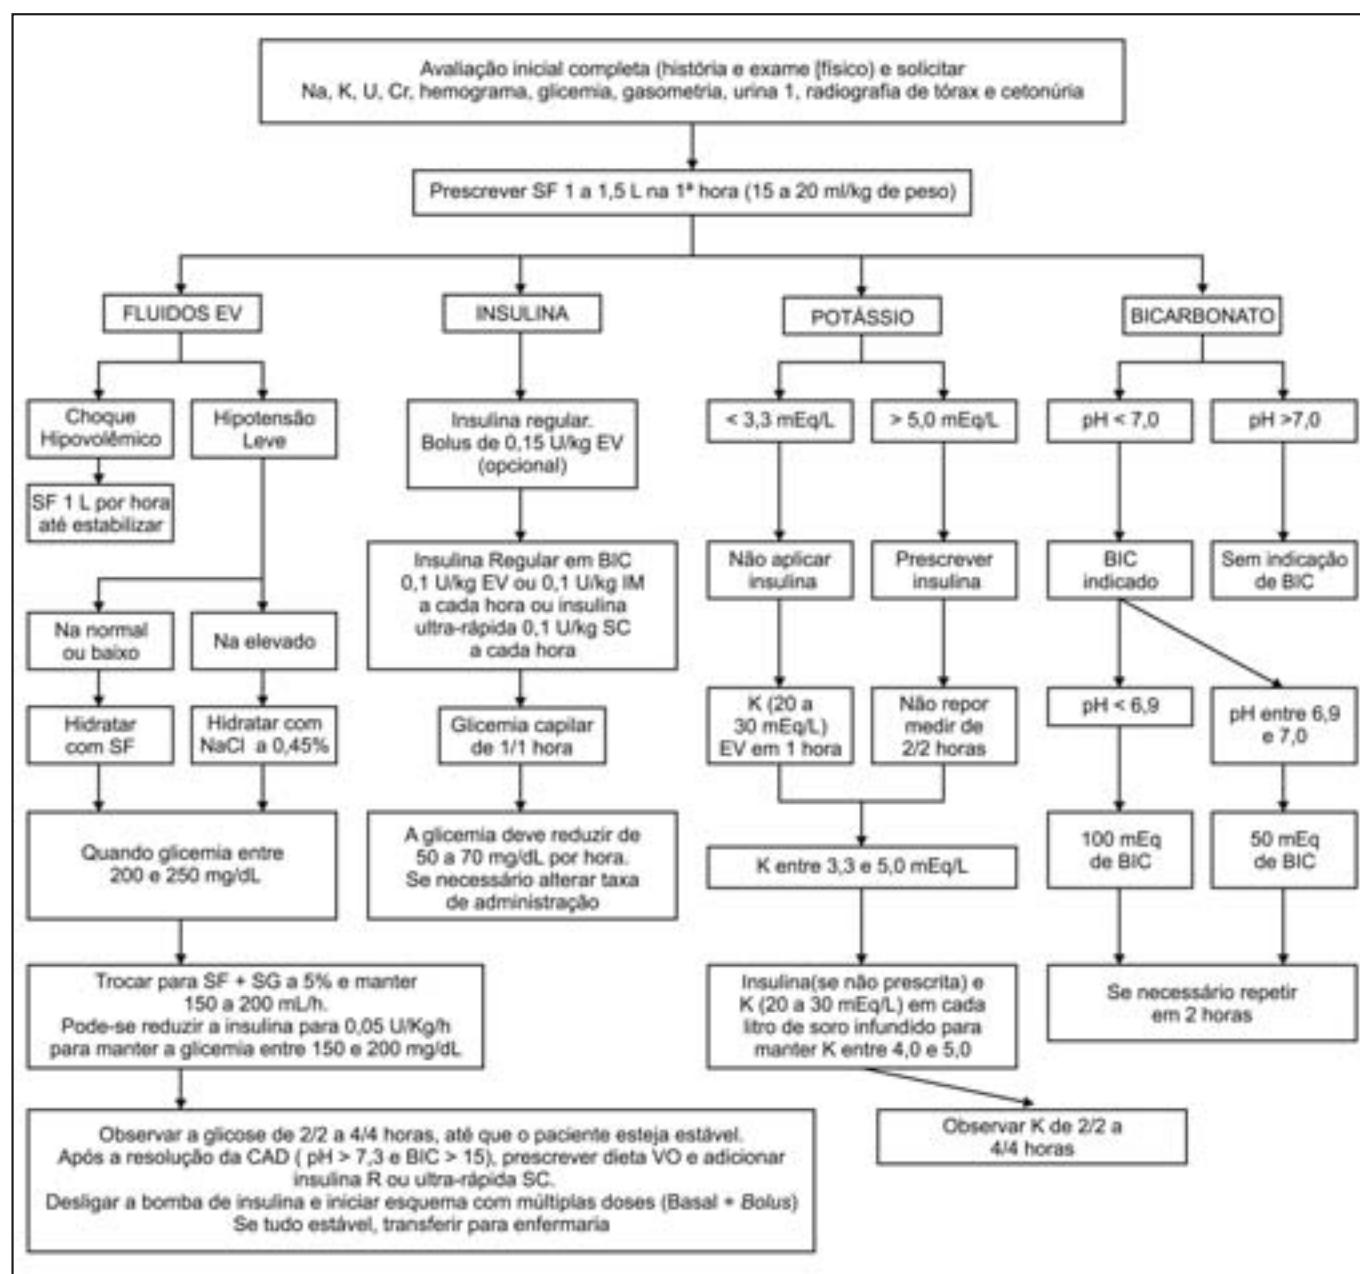 Avaliação inicial completa (história e exame [físico) e solicitar
Na, K, U, Cr, hemograma, glicemia, gasometria, urina 1, radiografia de tórax e cetonúria
Prescrever SF 1 a 1,5 L na 1ª hora (15 a 20 ml/kg de peso)
FLUIDOS EV
Choque
Hipovolêmico
Hipotensão
Leve
SF 1 L por hora
até estabilizar
Na normal
ou baixo
Na elevado
Hidratar
com SF
Hidratar com
NaCl a 0,45%
Quando glicemia entre
200 e 250 mg/dL
Trocar para SF + SG a 5% e manter
150 a 200 mL/h.
Pode-se reduzir a insulina para 0,05 U/Kg/h
para manter a glicemia entre 150 e 200 mg/dL
Observar a glicose de 2/2 a 4/4 horas, até que o paciente esteja estável.
Após a resolução da CAD ( pH > 7,3 e BIC > 15), prescrever dieta VO e adicionar
insulina R ou ultra-rápida SC.
Desligar a bomba de insulina e iniciar esquema com múltiplas doses (Basal + Bolus)
Se tudo estável, transferir para enfermaria
INSULINA
Insulina regular.
Bolus de 0,15 U/kg EV
(opcional)
Insulina Regular em BIC
0,1 U/kg EV ou 0,1 U/kg IM
a cada hora ou insulina
ultra-rápida 0,1 U/kg SC
a cada hora
Glicemia capilar
de 1/1 hora
A glicemia deve reduzir de
50 a 70 mg/dL por hora.
Se necessário alterar taxa
de administração
POTÁSSIO
< 3,3 mEq/L
> 5,0 mEq/L
Não aplicar
insulina
Prescrever
insulina
K (20 a
30 mEq/L)
EV em 1 hora
Não repor
medir de
2/2 horas
K entre 3,3 e 5,0 mEq/L
Insulina(se não prescrita) e
K (20 a 30 mEq/L) em cada
litro de soro infundido para
manter K entre 4,0 e 5,0
Observar K de 2/2 a
4/4 horas
BICARBONATO
pH < 7,0
pH >7,0
BIC
indicado
Sem indicação
de BIC
pH < 6,9
pH entre 6,9
e 7,0
100 mEq
de BIC
50 mEq
de BIC
Se necessário repetir
em 2 horas